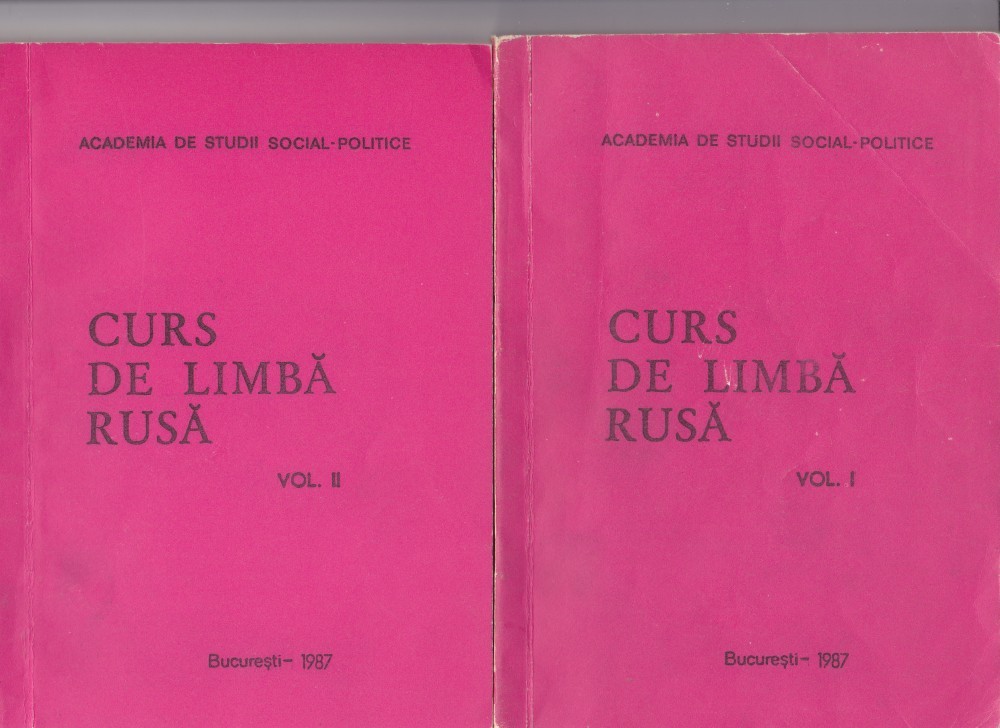 ACADEMIA DE STUDII SOCIAL-POLITICE
CURS
DE LIMBĂ
RUSĂ
VOL. II
București- 1987
ACADEMIA DE STUDII SOCIAL-POLITICE
CURS
DE LIMBĂ
RUSĂ
VOL. I
București- 1987